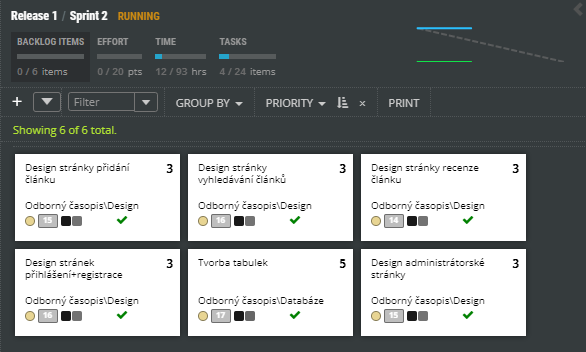 Release 1 / Sprint 2 RUNNING
BACKLOG ITEMS EFFORT TIME TASKS
0 / 6 items 0 / 20 pts 12 / 93 hrs 4 / 24 items
+ Filter GROUP BY PRIORITY × PRINT
Showing 6 of 6 total.
Design stránky přidání 3
článku
Odborný časopis\Design
15
Design stránky 3
vyhledávání článků
Odborný časopis\Design
16
Design stránky recenze 3
článku
Odborný časopis\Design
14
Design stránek 3
přihlášení+registrace
Odborný časopis\Design
16
Tvorba tabulek 5
Odborný časopis\Databáze
17
Design administrátorské 3
stránky
Odborný časopis\Design
15